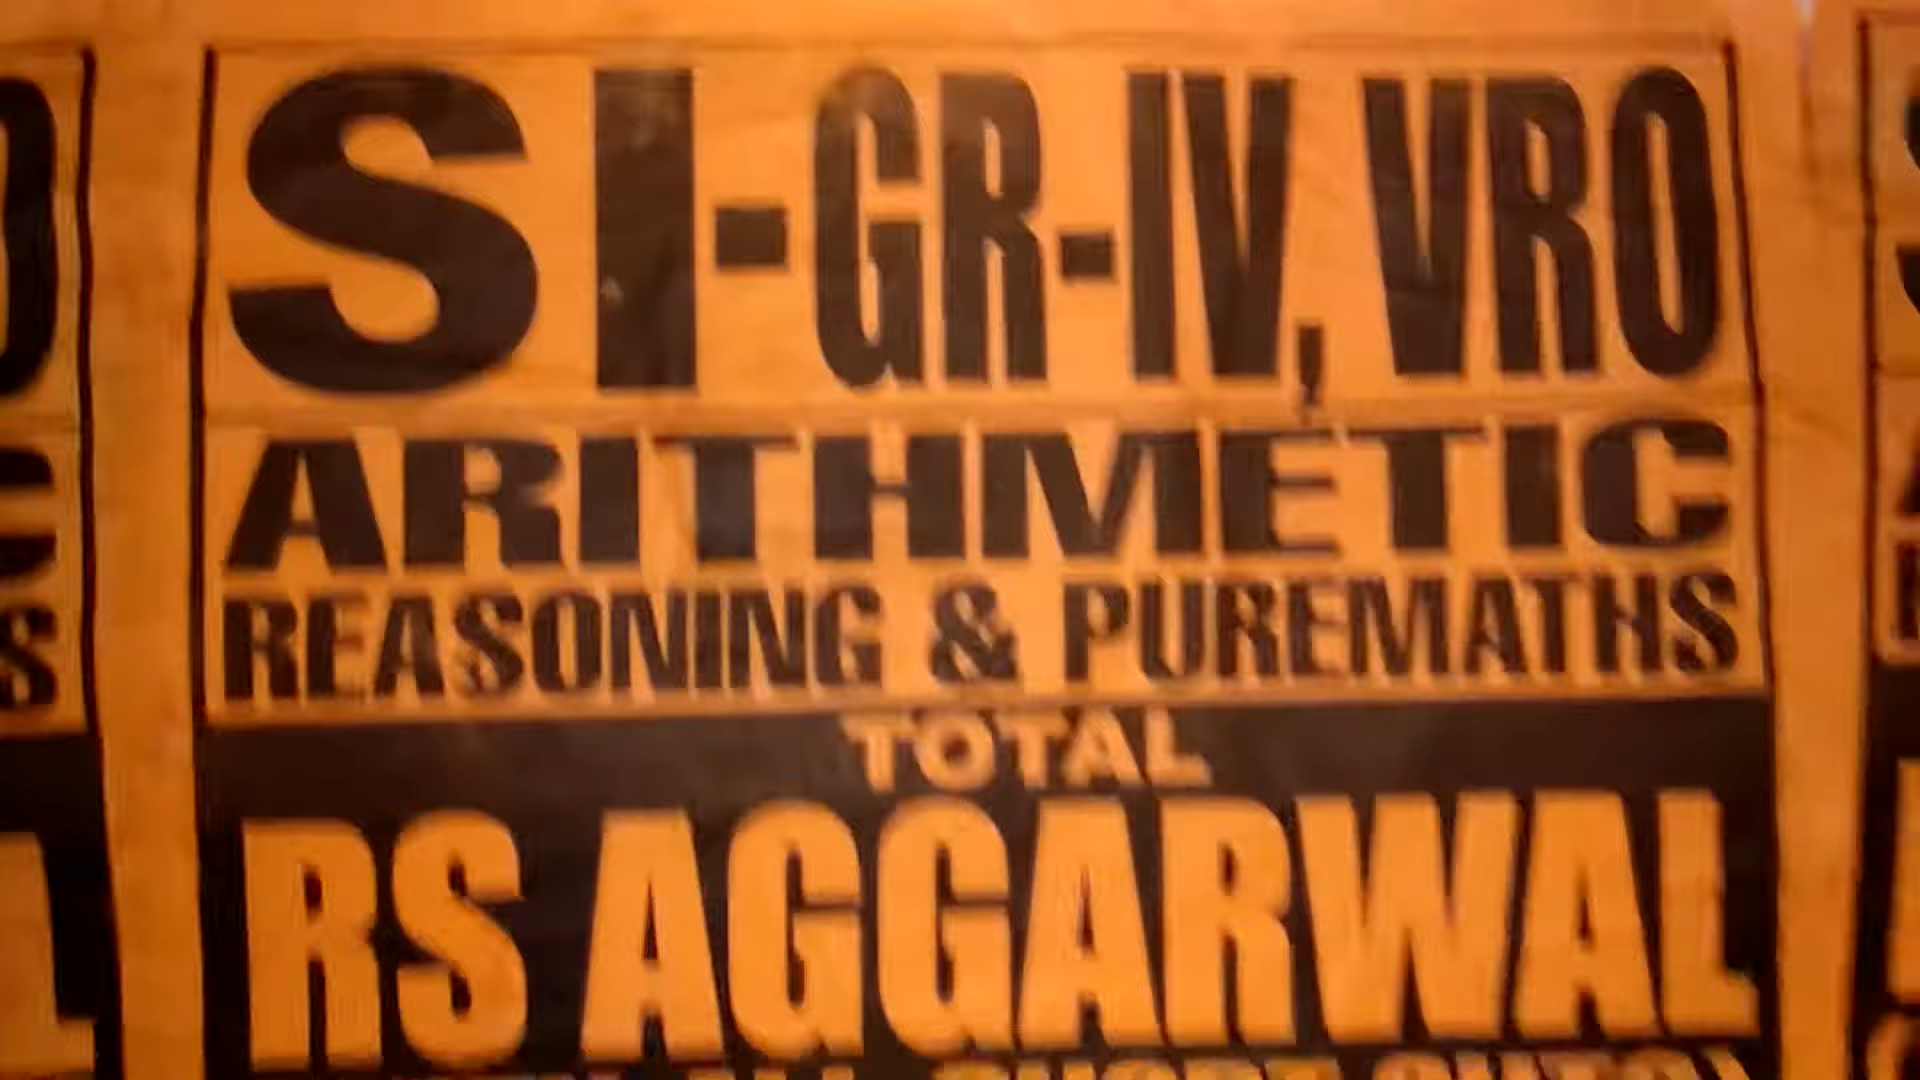 SI-GR-IV, VRO
ARITHMETIC
REASONING & PUREMATHS
TOTAL
RS AGGARWAL